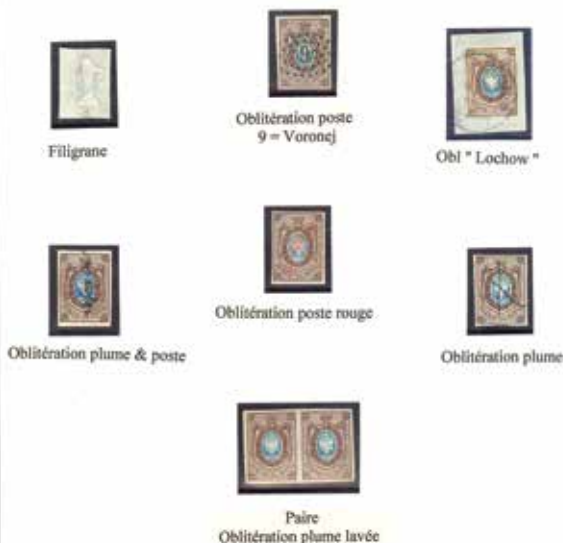 Filigrane
Oblitération poste
9 = Voronej
Obl " Lochow "
Oblitération plume & poste
Oblitération poste rouge
Oblitération plume
Paire
Oblitération plume lavée